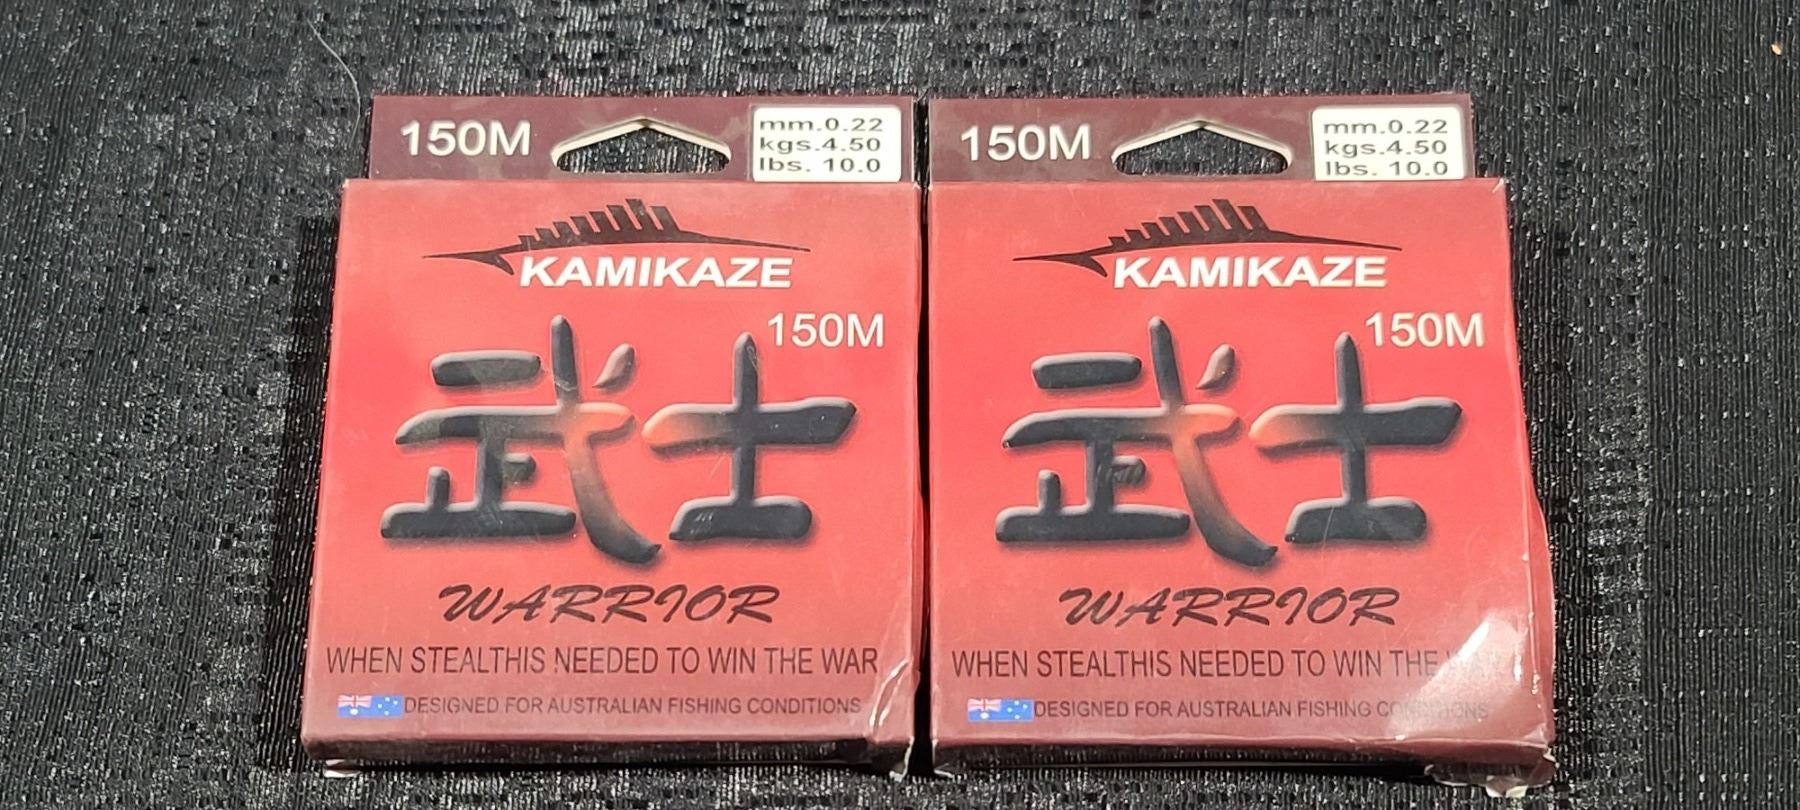 150M
mm.0.22
kgs.4.50
lbs. 10.0
KAMIKAZE
150M
武士
WARRIOR
WHEN STEALTHIS NEEDED TO WIN THE WAR
DESIGNED FOR AUSTRALIAN FISHING CONDITIONS
150M
mm.0.22
kgs.4.50
lbs. 10.0
KAMIKAZE
150M
武士
WARRIOR
WHEN STEALTHIS NEEDED TO WIN THE WAR
DESIGNED FOR AUSTRALIAN FISHING CONDITIONS